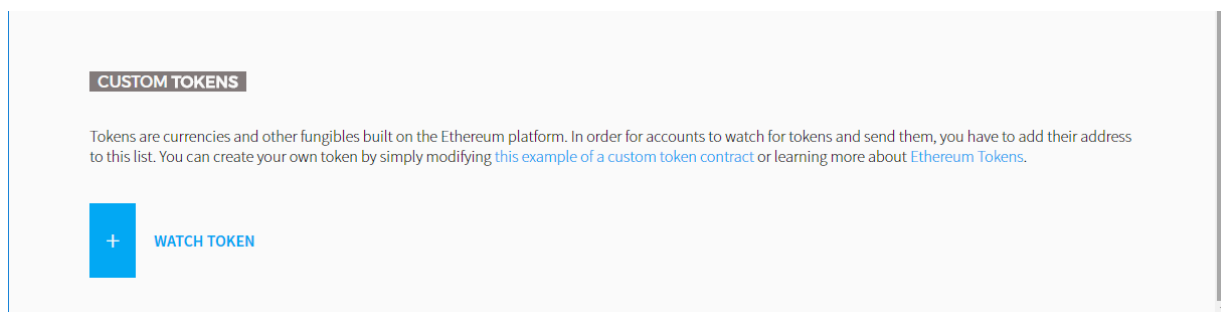 CUSTOM TOKENS
Tokens are currencies and other fungibles built on the Ethereum platform. In order for accounts to watch for tokens and send them, you have to add their address
to this list. You can create your own token by simply modifying this example of a custom token contract or learning more about Ethereum Tokens.
+ WATCH TOKEN